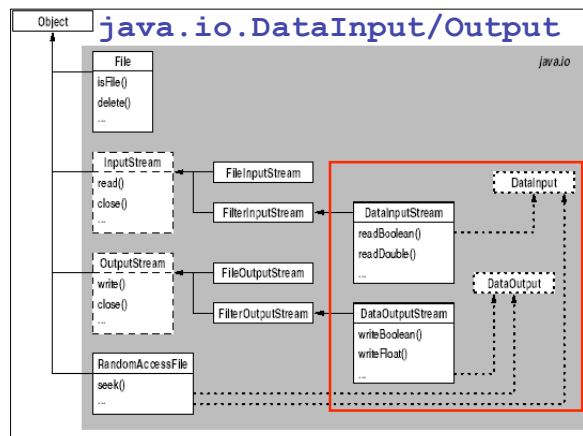 Object
java.io.DataInput/Output
java.io
File
isFile()
delete()
...
InputStream
read()
close()
...
FileInputStream
FilterInputStream
DataInputStream
readBoolean()
readDouble()
...
DataInput
OutputStream
write()
close()
...
FileOutputStream
FilterOutputStream
DataOutputStream
writeBoolean()
writeFloat()
...
DataOutput
RandomAccessFile
seek()
...